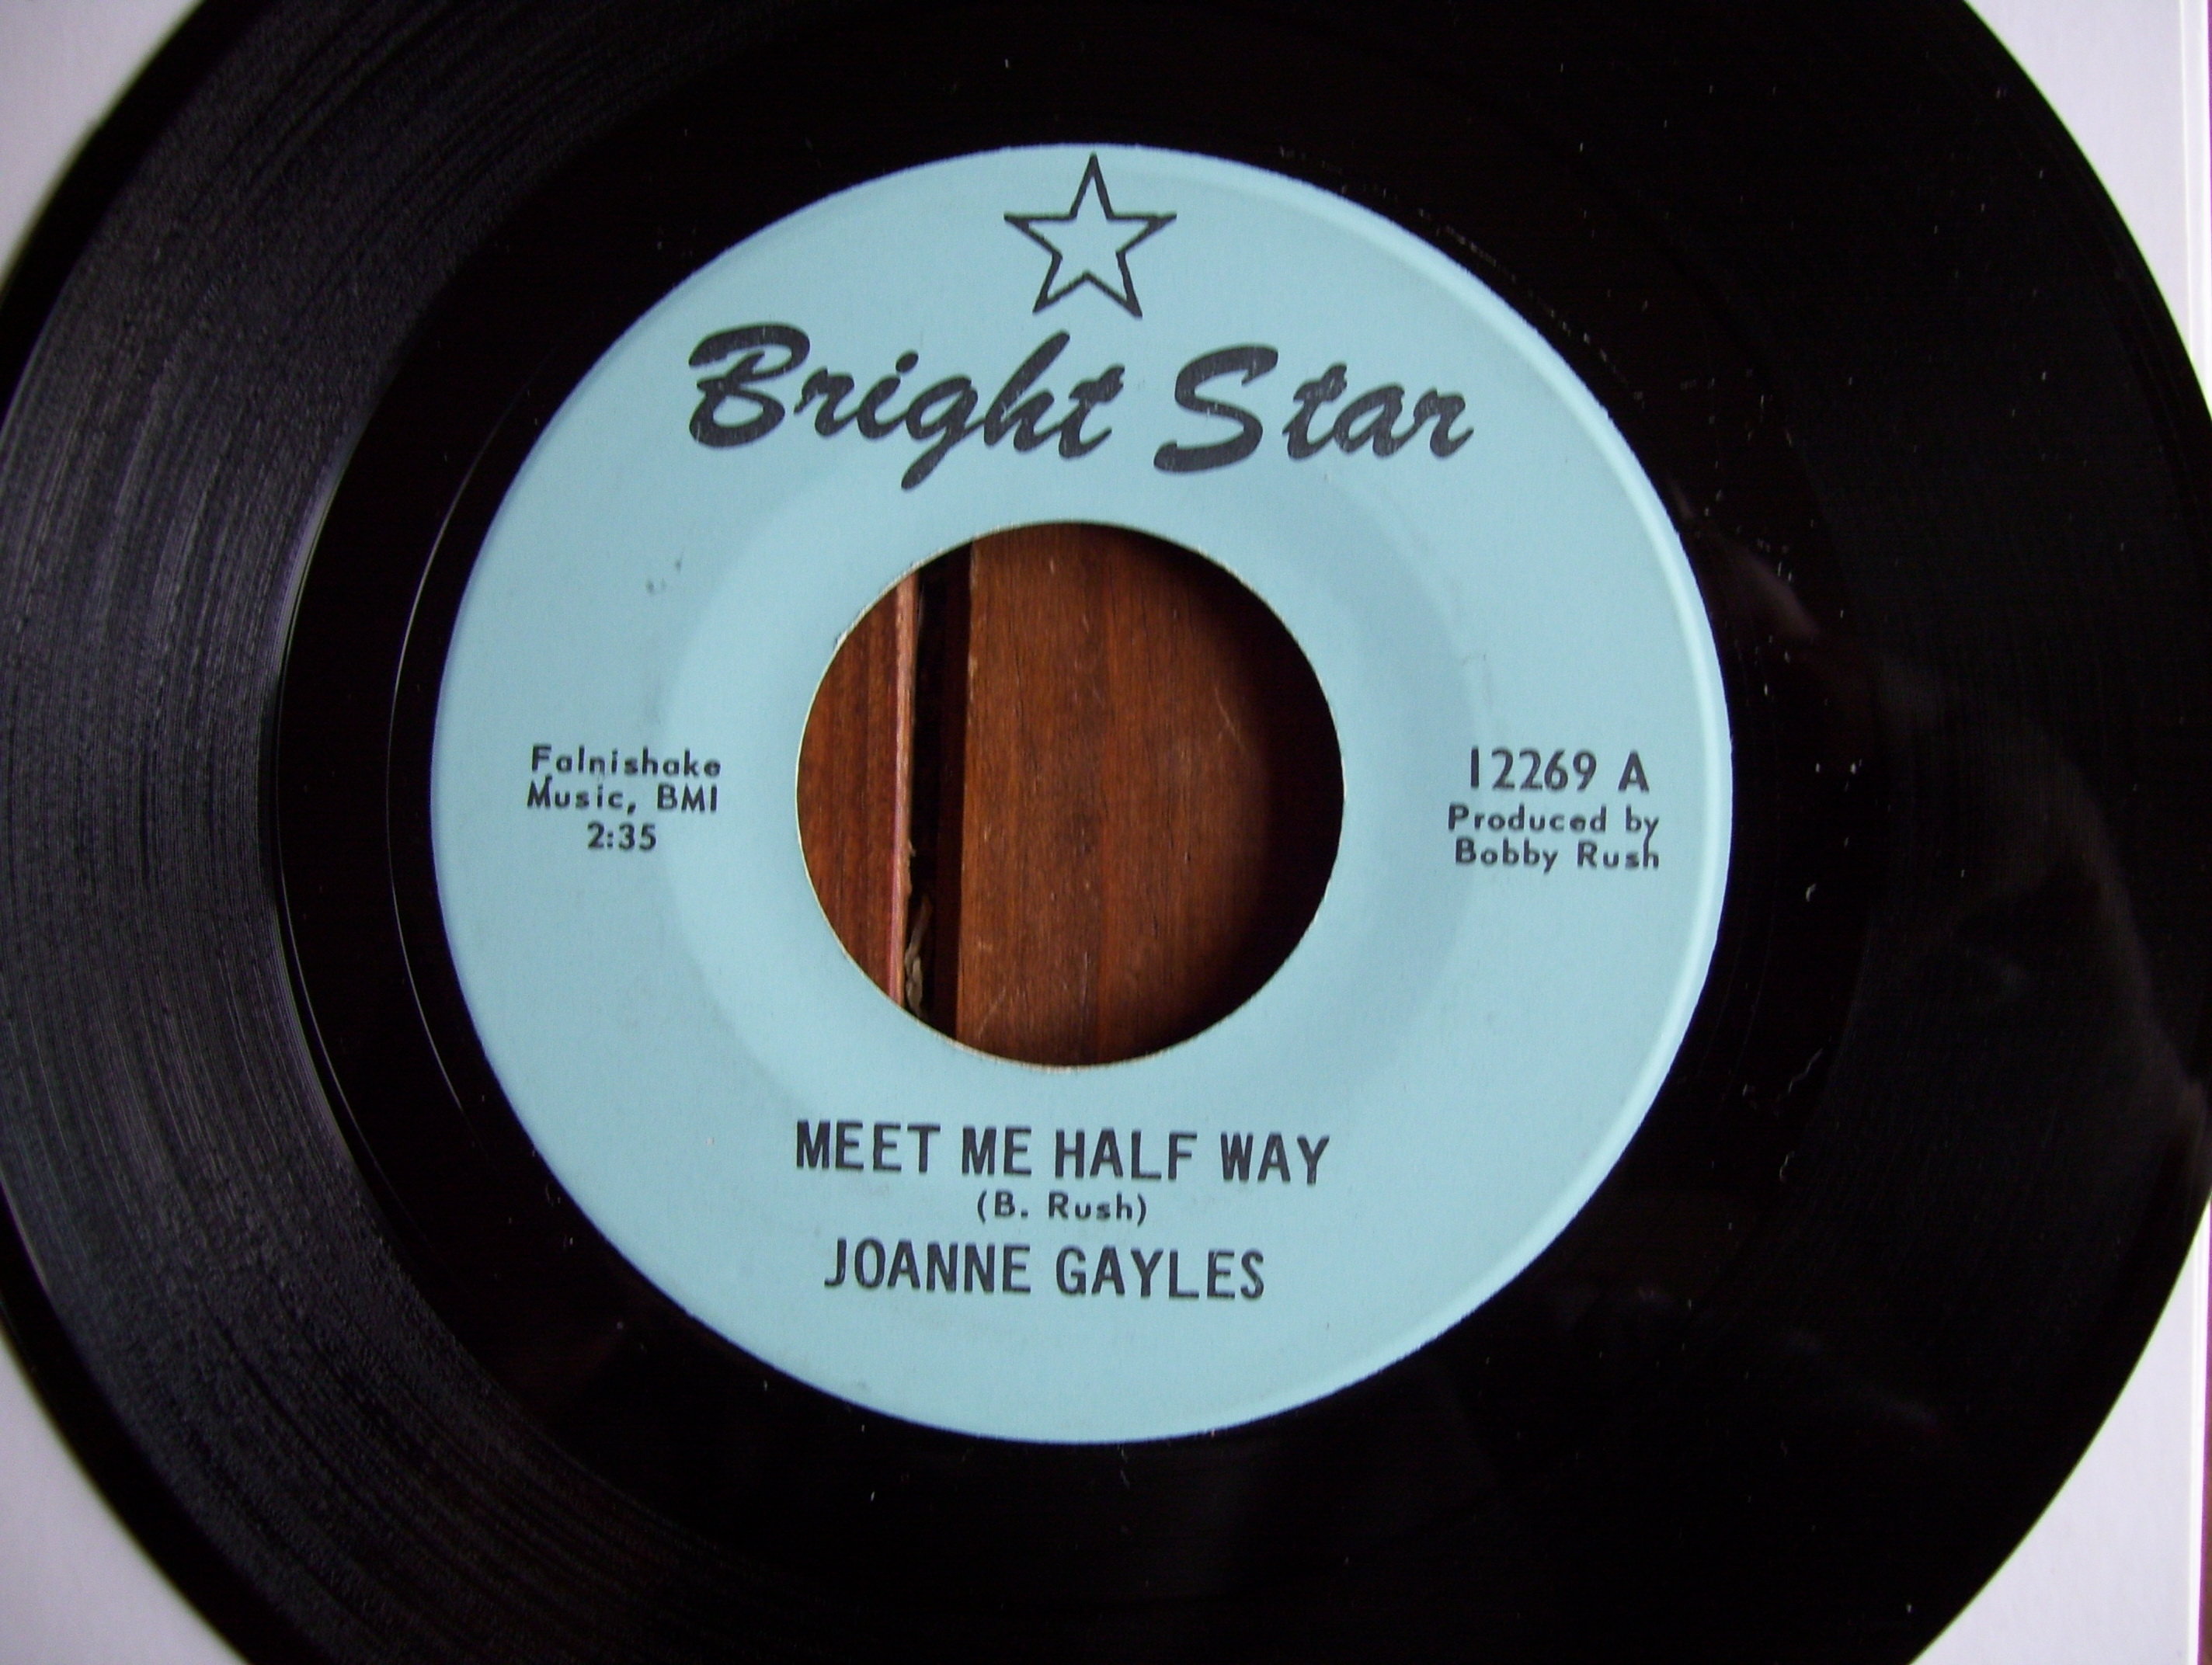 Bright Star
Falnishake
Music, BMI
2:35
12269 A
Produced by
Bobby Rush
MEET ME HALF WAY
(B. Rush)
JOANNE GAYLES